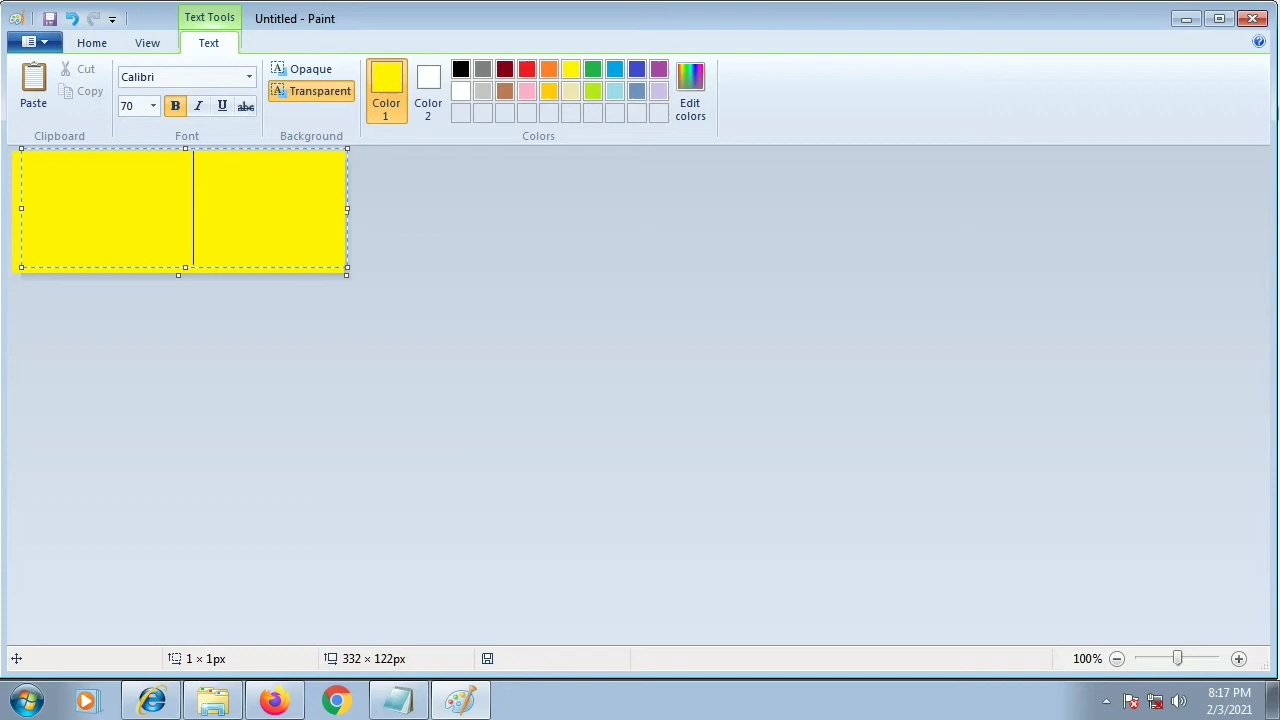 Text Tools
Untitled - Paint
Home
View
Text
Paste
Cut
Copy
Clipboard
Calibri
70
B I U abc
Font
Opaque
Transparent
Background
Color 1
Color 2
Edit colors
Colors
1 × 1px
332 × 122px
100%
8:17 PM
2/3/2021